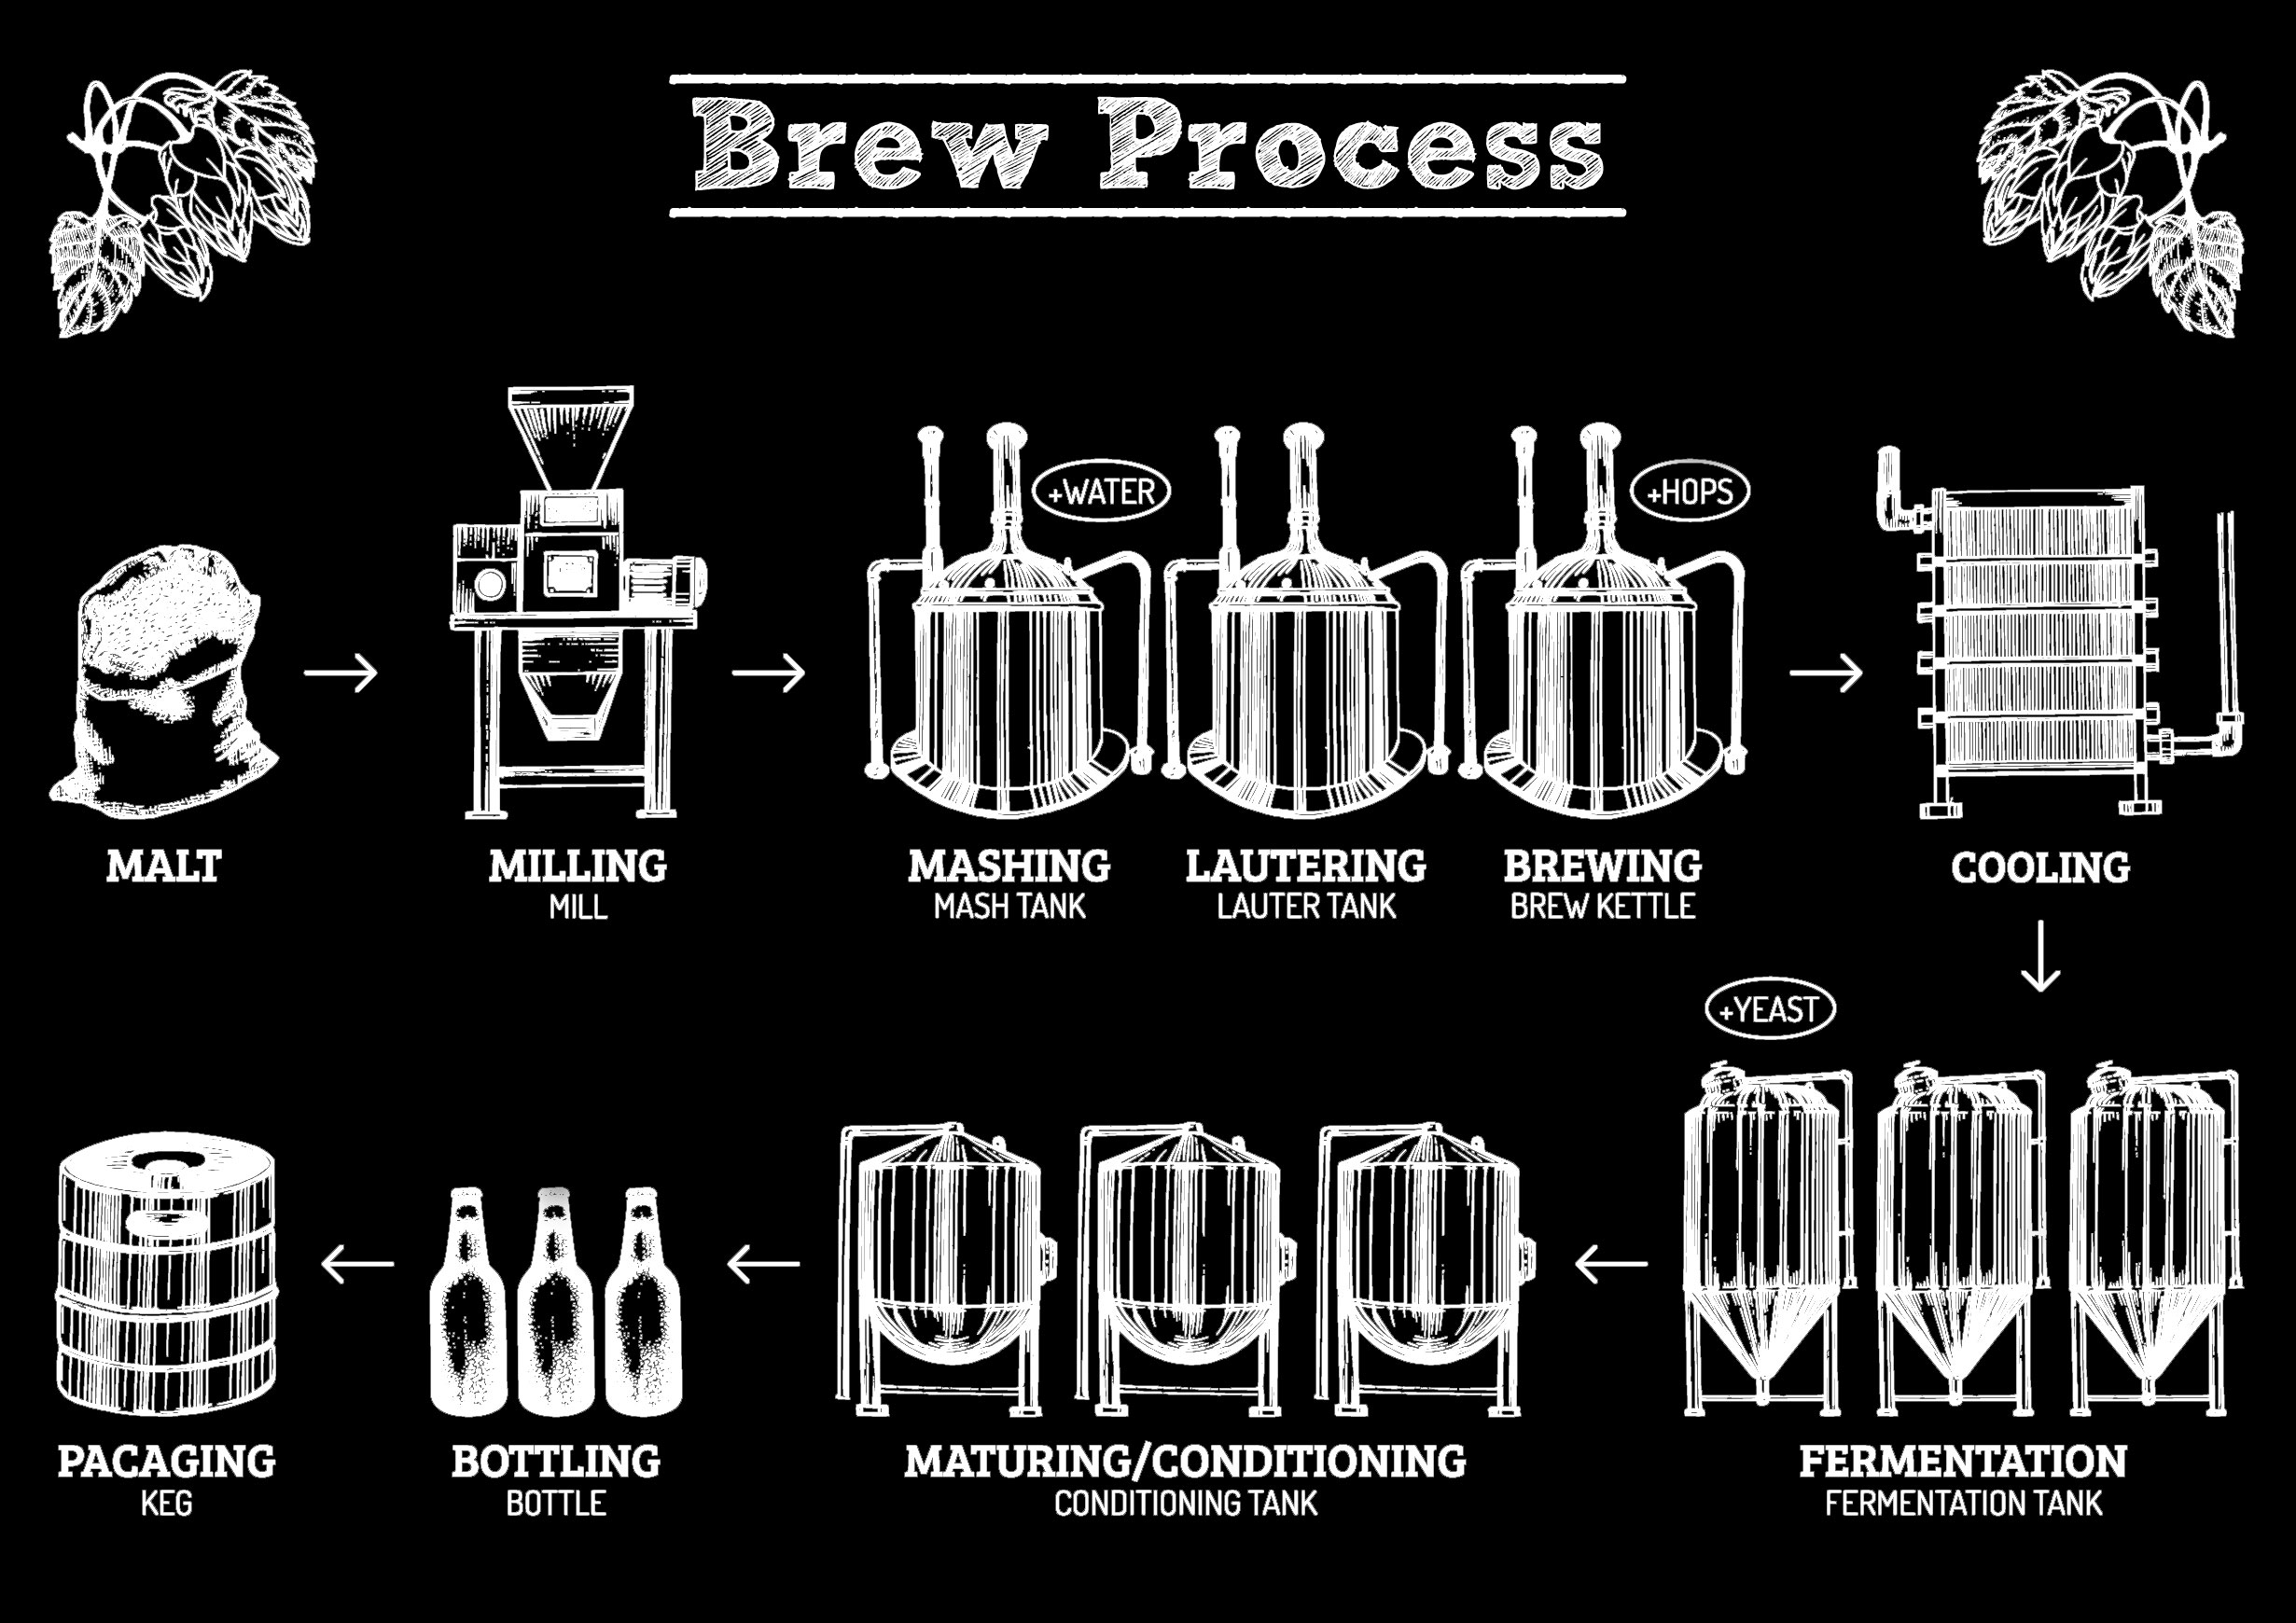 Brew Process
+WATER
+HOPS
MALT
MILLING
MILL
MASHING
MASH TANK
LAUTERING
LAUTER TANK
BREWING
BREW KETTLE
COOLING
+YEAST
FERMENTATION
FERMENTATION TANK
MATURING/CONDITIONING
CONDITIONING TANK
BOTTLING
BOTTLE
PACAGING
KEG